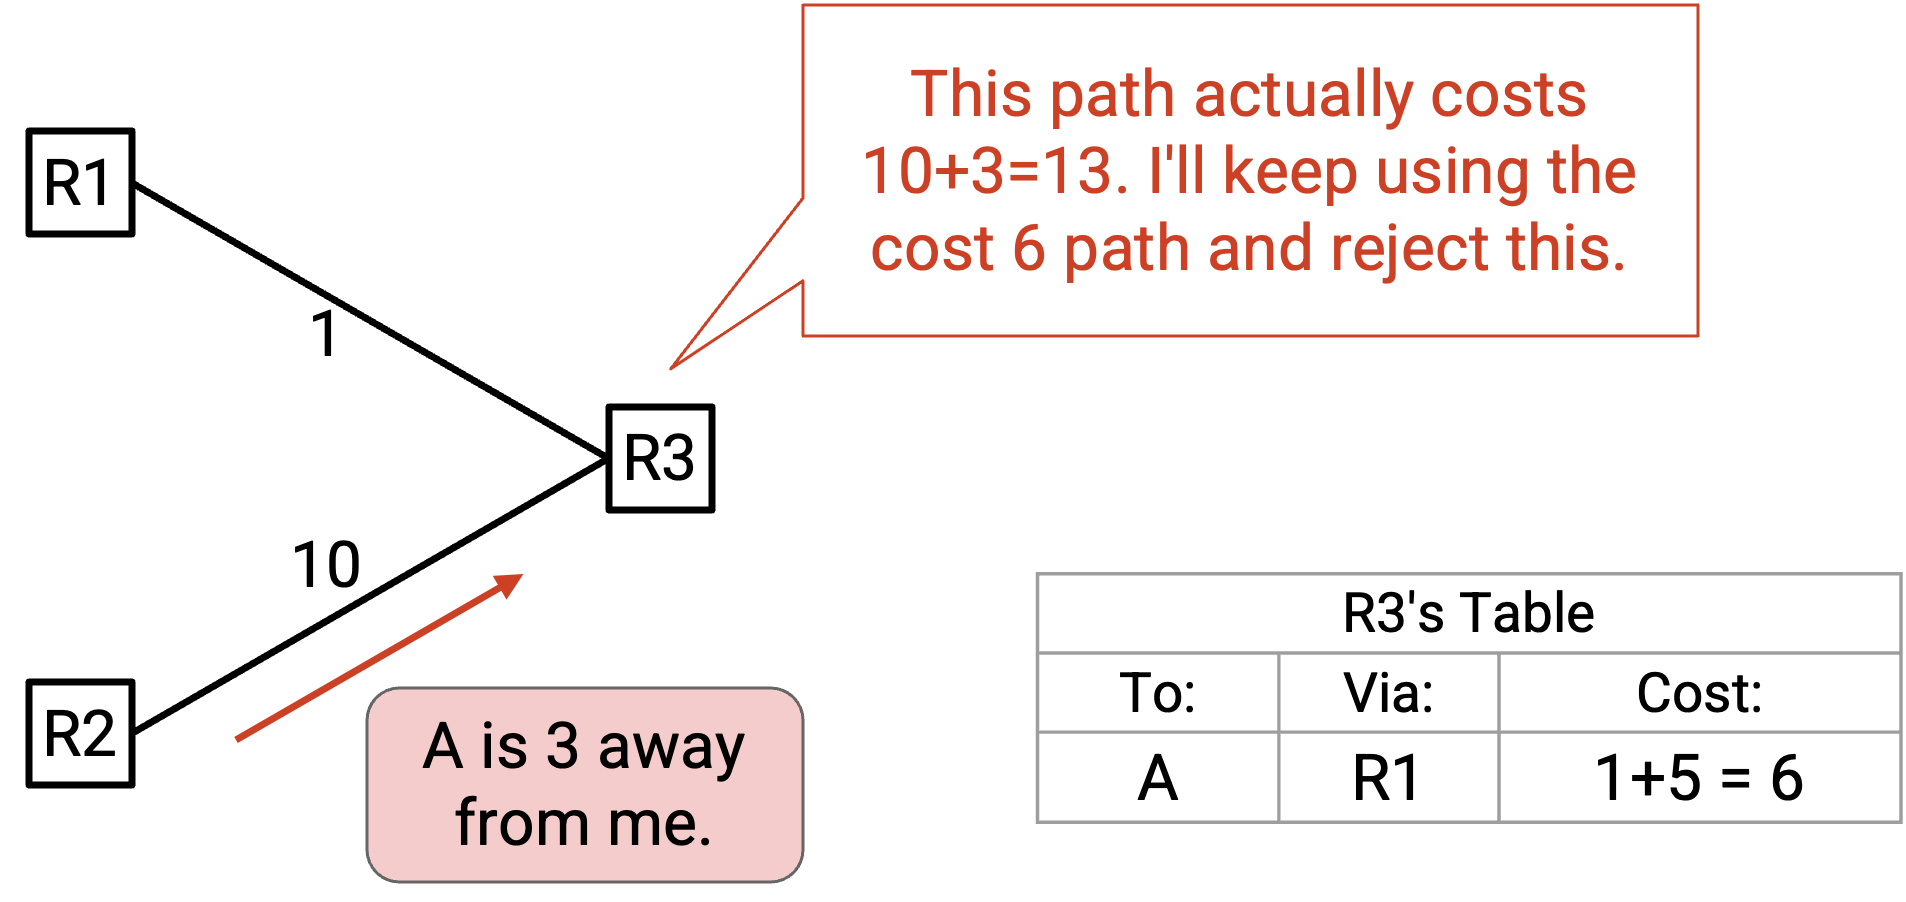 This path actually costs
10+3=13. I'll keep using the
cost 6 path and reject this.
R1
1
R3
10
R2
A is 3 away
from me.
R3's Table
To: Via: Cost:
A R1 1+5 = 6